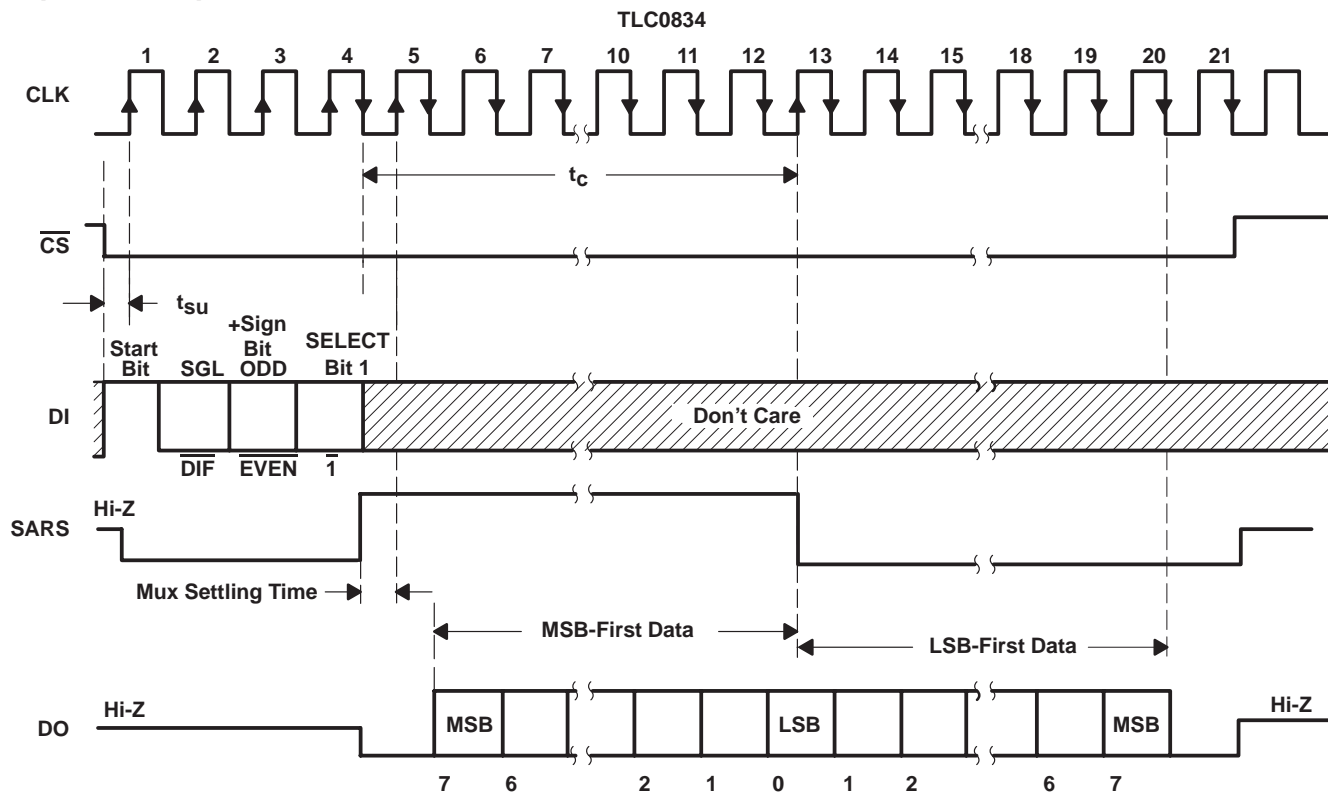 TLC0834
1 2 3 4 5 6 7 10 11 12 13 14 15 18 19 20 21
CLK
tc
CS
tsu
Start Bit
SGL
+Sign Bit ODD
SELECT Bit 1
DI
Don't Care
DIF EVEN 1
Hi-Z
SARS
Mux Settling Time
MSB-First Data
LSB-First Data
Hi-Z
Hi-Z
DO
MSB LSB MSB
7 6 2 1 0 1 2 6 7